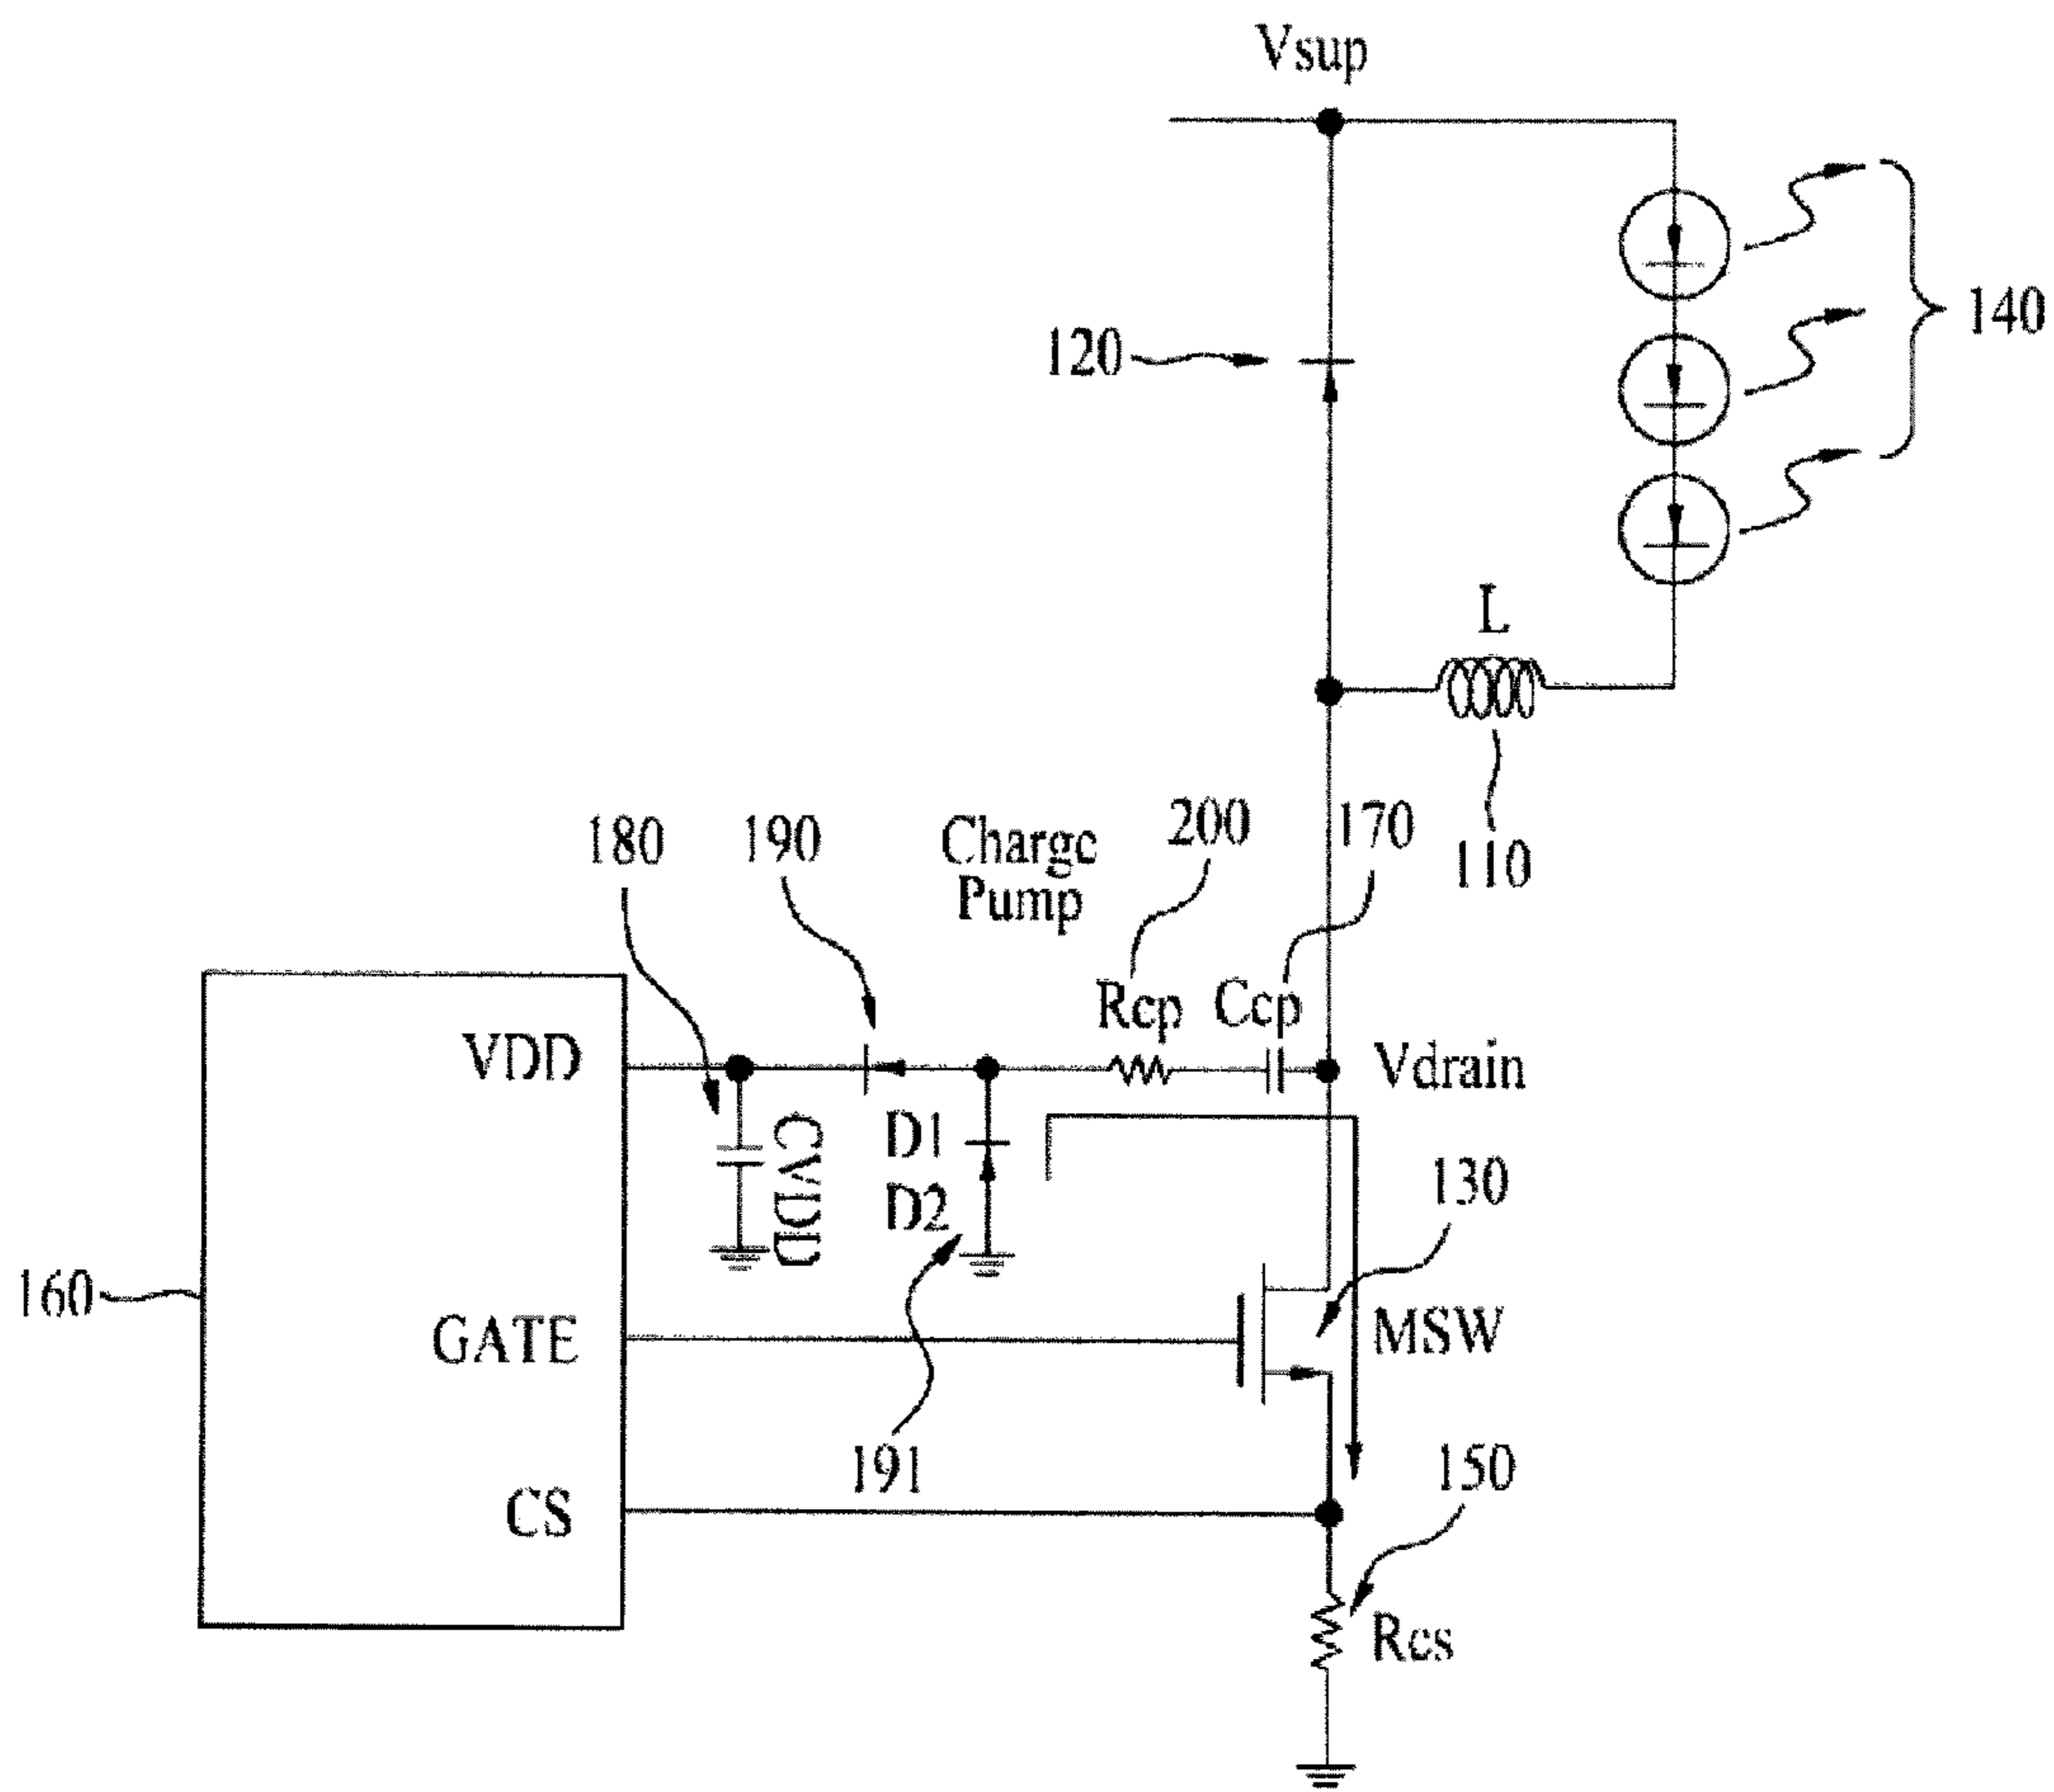 Vsup
140
120
L
110
180
190
Charge
Pump
200
170
Rcp
Ccp
VDD
Vdrain
CVDD
D1
D2
130
160
GATE
MSW
191
150
CS
Rcs